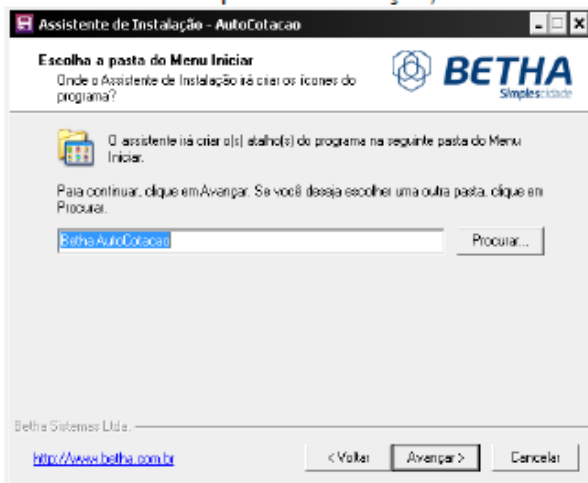 Assistente de Instalação - AutoCotacao
Escolha a pasta do Menu Iniciar
Onde o Assistente de Instalação irá criar os ícones do
programa?
BETHA
Simplescidade
O assistente irá criar o(s) atalho(s) do programa na seguinte pasta do Menu
Iniciar.
Para continuar, clique em Avançar. Se você deseja escolher uma outra pasta, clique em
Procurar.
Betha AutoCotacao
Procurar...
Betha Sistemas Ltda.
http://www.betha.com.br
< Voltar
Avançar >
Cancelar